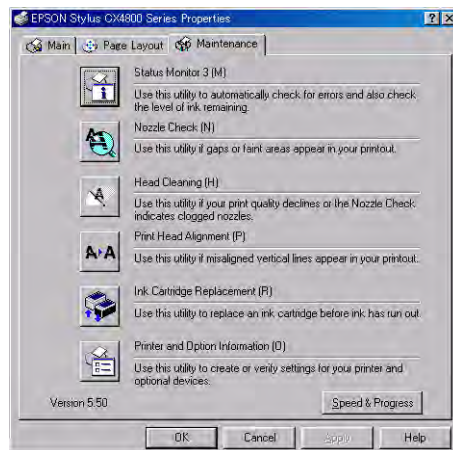 EPSON Stylus CX4800 Series Properties
Main Page Layout Maintenance
Status Monitor 3 (M)
Use this utility to automatically check for errors and also check
the level of ink remaining.
Nozzle Check (N)
Use this utility if gaps or faint areas appear in your printout.
Head Cleaning (H)
Use this utility if your print quality declines or the Nozzle Check
indicates clogged nozzles.
Print Head Alignment (P)
Use this utility if misaligned vertical lines appear in your printout.
Ink Cartridge Replacement (R)
Use this utility to replace an ink cartridge before ink has run out.
Printer and Option Information (O)
Use this utility to create or verify settings for your printer and
optional devices.
Version 5.50 Speed & Progress
OK Cancel Apply Help